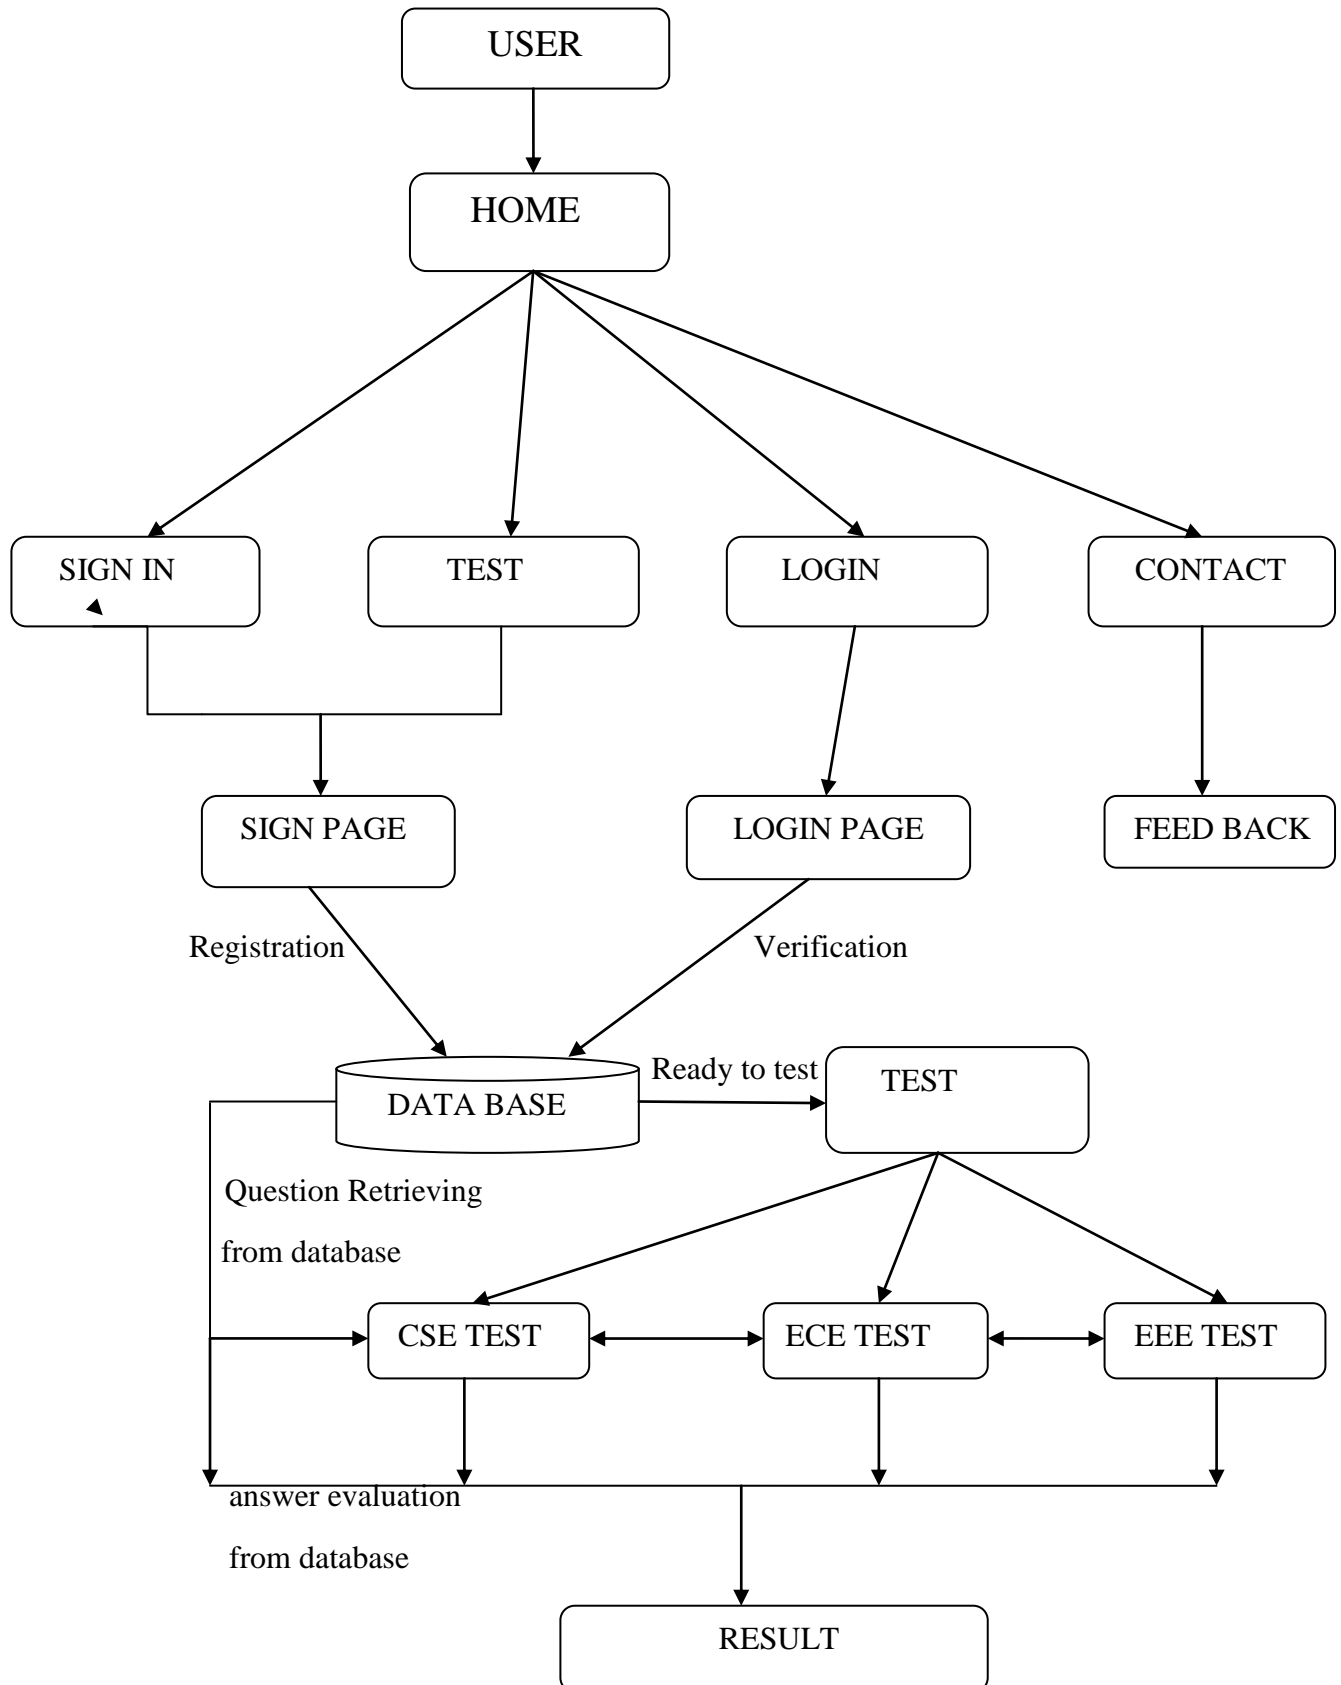 USER
HOME
SIGN IN
TEST
LOGIN
CONTACT
SIGN PAGE
LOGIN PAGE
FEED BACK
Registration
Verification
Ready to test
TEST
DATA BASE
Question Retrieving
from database
CSE TEST
ECE TEST
EEE TEST
answer evaluation
from database
RESULT